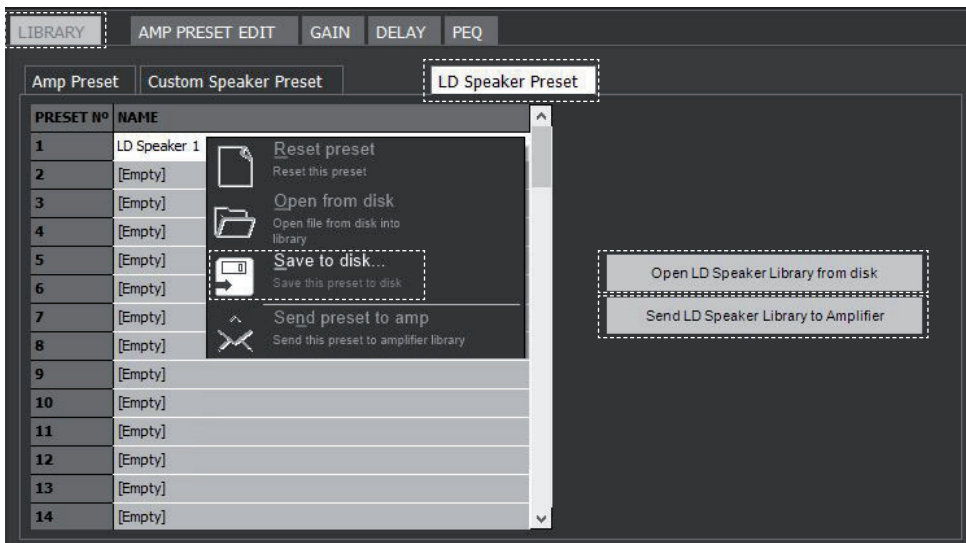 LIBRARY AMP PRESET EDIT GAIN DELAY PEQ
Amp Preset Custom Speaker Preset LD Speaker Preset
PRESET Nº NAME
1 LD Speaker 1
2 [Empty]
3 [Empty]
4 [Empty]
5 [Empty]
6 [Empty]
7 [Empty]
8 [Empty]
9 [Empty]
10 [Empty]
11 [Empty]
12 [Empty]
13 [Empty]
14 [Empty]
Reset preset
Reset this preset
Open from disk
Open file from disk into
library
Save to disk...
Save this preset to disk
Send preset to amp
Send this preset to amplifier library
Open LD Speaker Library from disk
Send LD Speaker Library to Amplifier